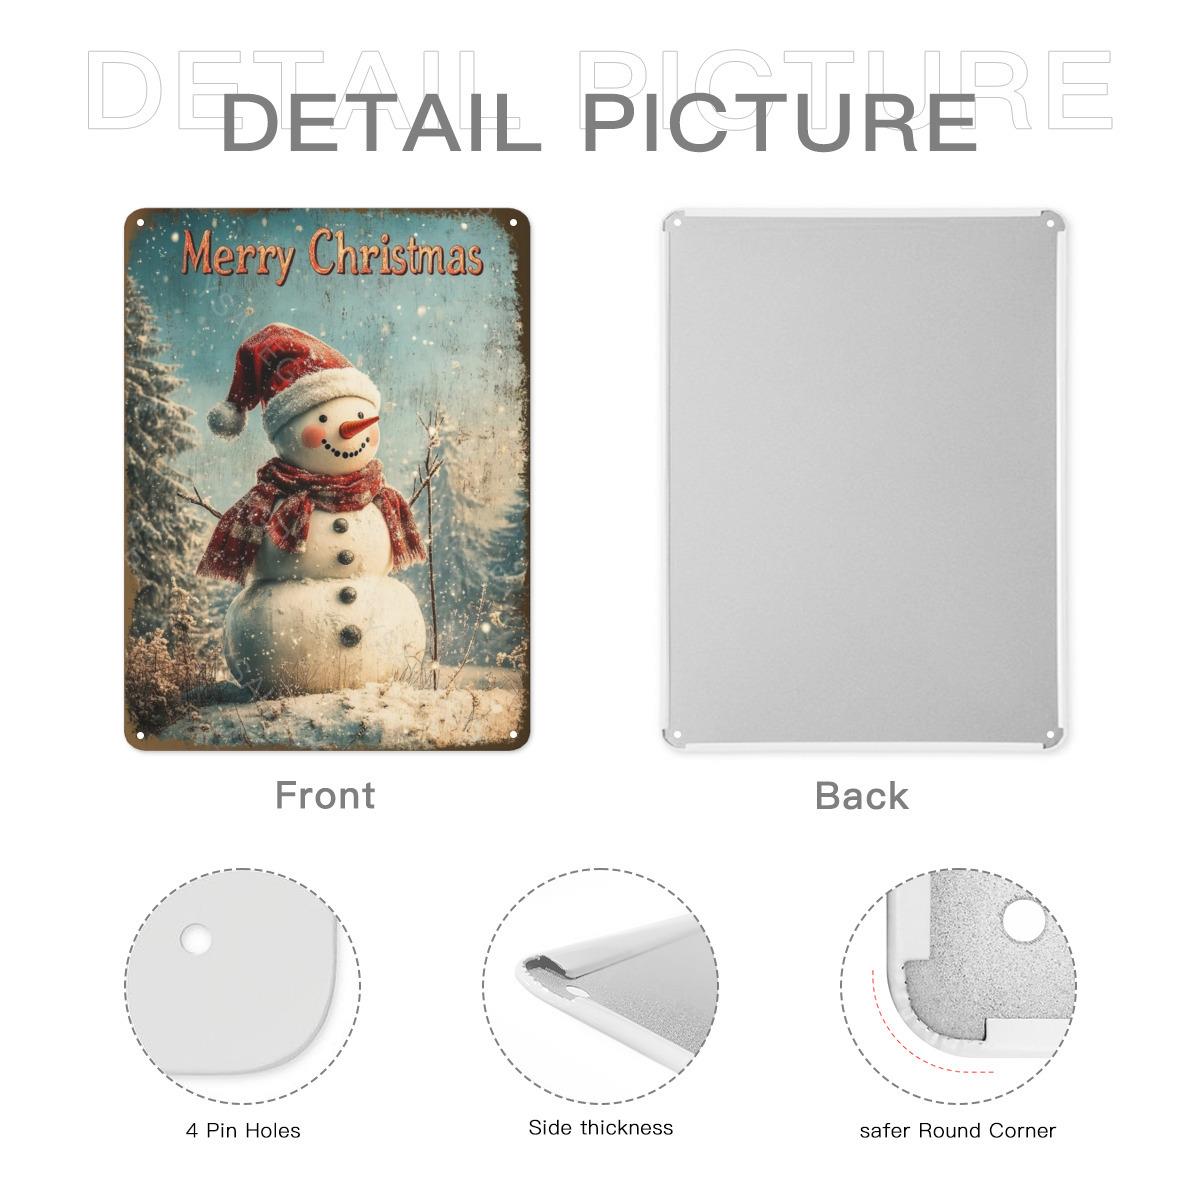 DETAIL PICTURE
DETAIL PICTURE
Merry Christmas
Front
Back
4 Pin Holes
Side thickness
safer Round Corner